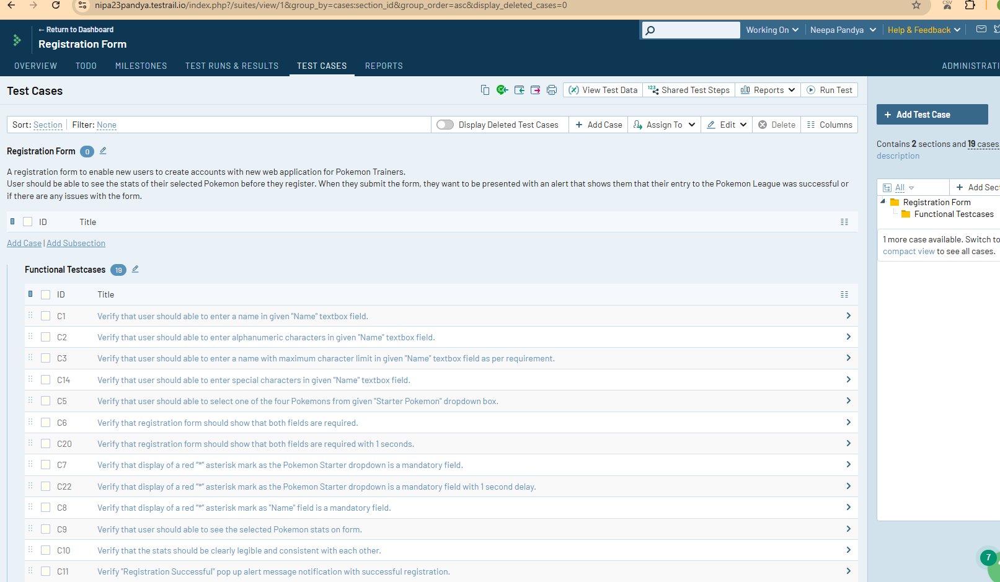 nipa23pandya.testrail.io/index.php?/suites/view/1&group_by=cases:section_id&group_order=asc&display_deleted_cases=0
CSV
← Return to Dashboard
Registration Form
Working On
Neepa Pandya
Help & Feedback
OVERVIEW TODO MILESTONES TEST RUNS & RESULTS TEST CASES REPORTS
ADMINISTRATI
Test Cases
View Test Data
123 Shared Test Steps
Reports
Run Test
Add Test Case
Sort: Section Filter: None
Display Deleted Test Cases
+ Add Case
Assign To
Edit
Delete
Columns
Contains 2 sections and 19 cases.
description
Registration Form 0
A registration form to enable new users to create accounts with new web application for Pokemon Trainers.
User should be able to see the stats of their selected Pokemon before they register. When they submit the form, they want to be presented with an alert that shows them that their entry to the Pokemon League was successful or
if there are any issues with the form.
All
+ Add Sect
Registration Form
Functional Testcases
1 more case available. Switch to
compact view to see all cases.
ID Title
Add Case | Add Subsection
Functional Testcases 19
ID Title
C1 Verify that user should able to enter a name in given "Name" textbox field.
C2 Verify that user should able to enter alphanumeric characters in given "Name" textbox field.
C3 Verify that user should able to enter a name with maximum character limit in given "Name" textbox field as per requirement.
C14 Verify that user should able to enter special characters in given "Name" textbox field.
C5 Verify that user should able to select one of the four Pokemons from given "Starter Pokemon" dropdown box.
C6 Verify that registration form should show that both fields are required.
C20 Verify that registration form should show that both fields are required with 1 seconds.
C7 Verify that display of a red “*” asterisk mark as the Pokemon Starter dropdown is a mandatory field.
C22 Verify that display of a red “*” asterisk mark as the Pokemon Starter dropdown is a mandatory field with 1 second delay.
C8 Verify that display of a red “*” asterisk mark as "Name" field is a mandatory field.
C9 Verify that user should able to see the selected Pokemon stats on form.
C10 Verify that the stats should be clearly legible and consistent with each other.
C11 Verify "Registration Successful" pop up alert message notification with successful registration.
7